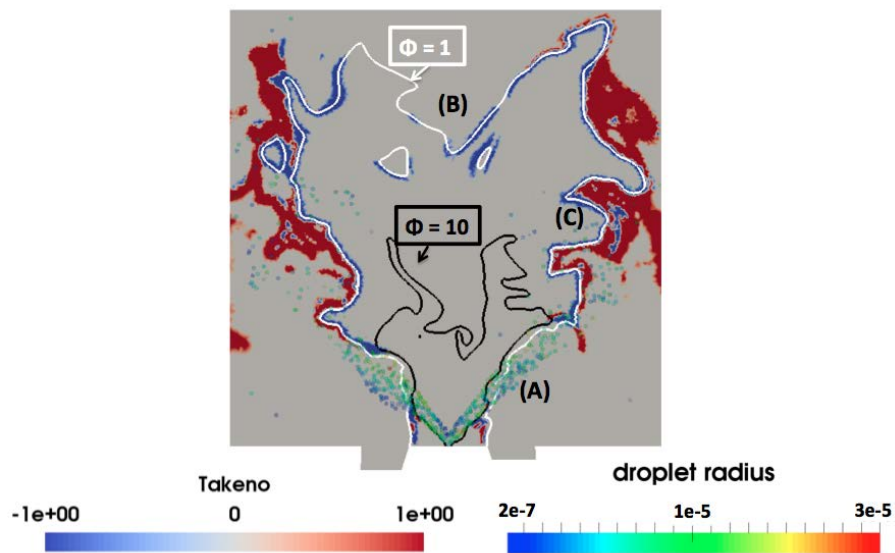 Φ = 1
(B)
(C)
Φ = 10
(A)
Takeno
-1e+00 0 1e+00
droplet radius
2e-7 1e-5 3e-5